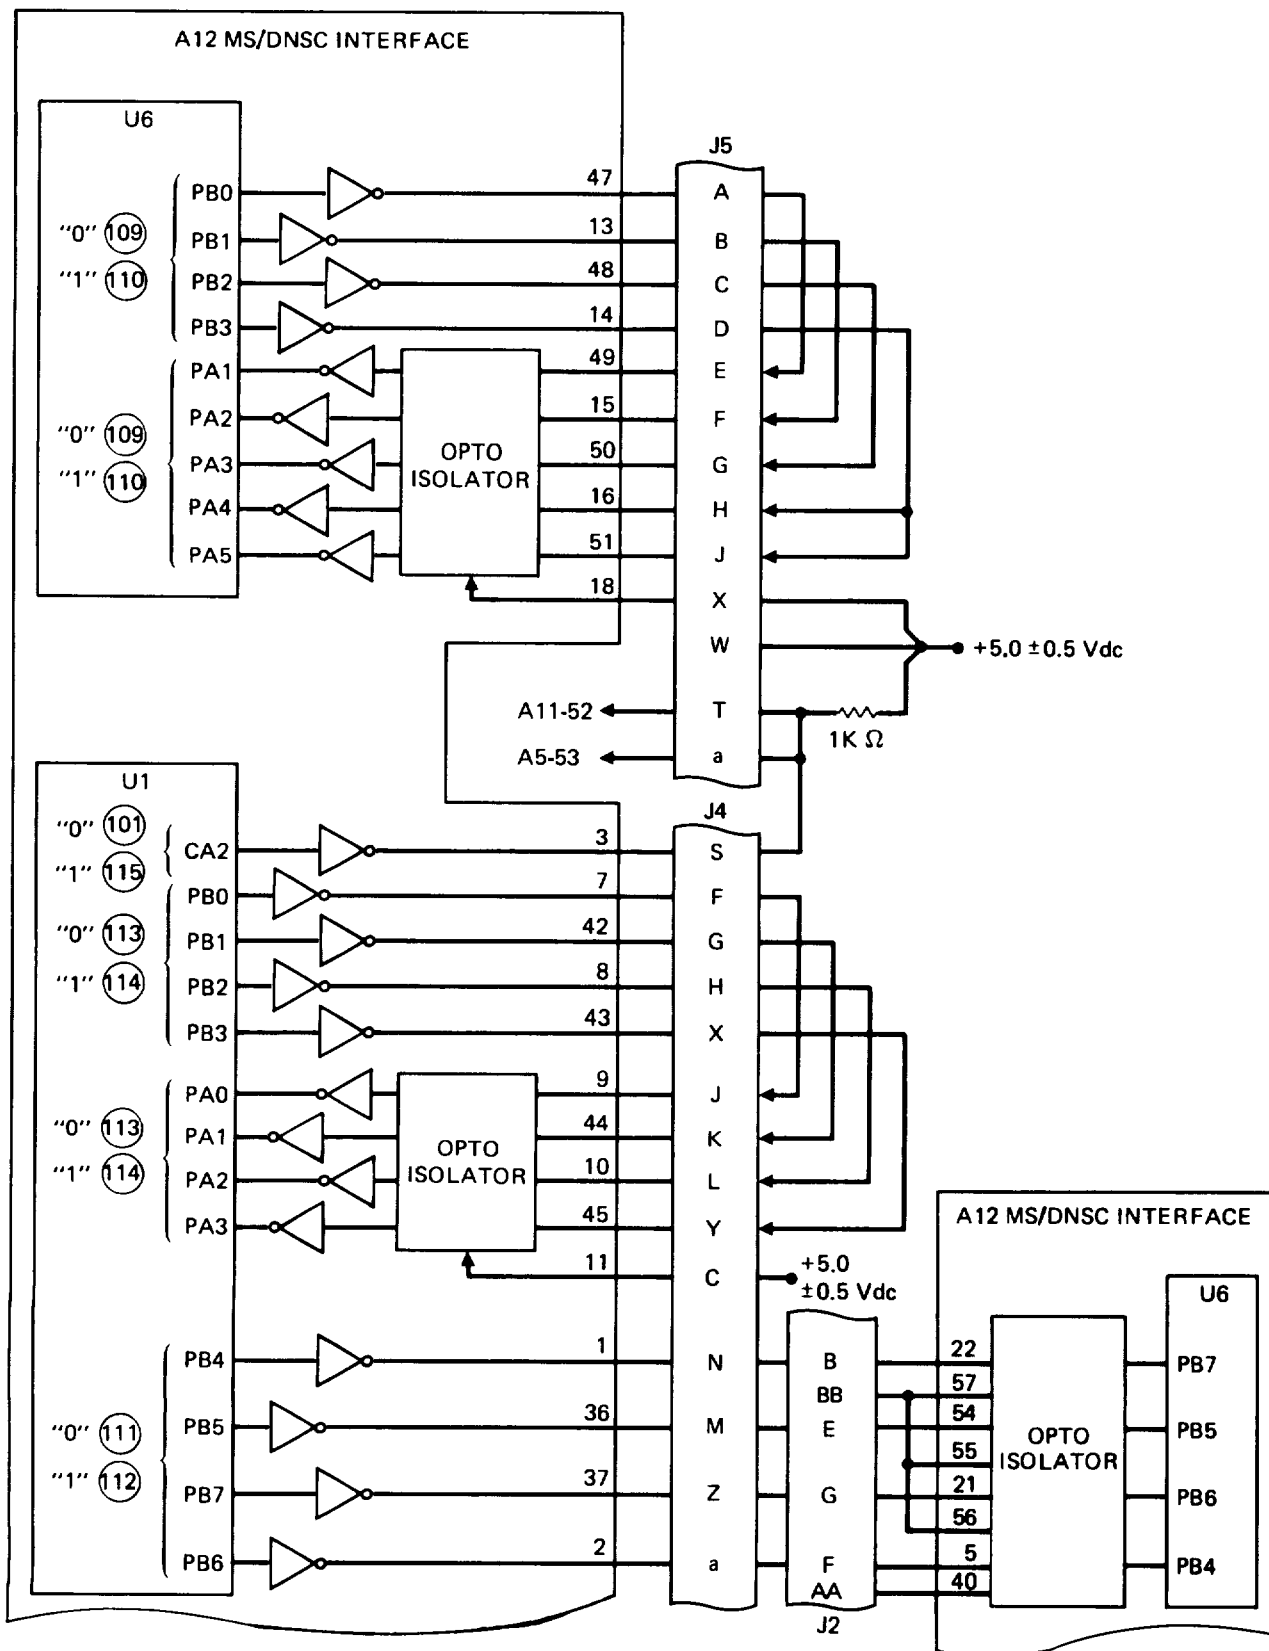 A12 MS/DNSC INTERFACE
U6
J5
PB0 47 A
"0" 109 PB1 13 B
"1" 110 PB2 48 C
PB3 14 D
PA1 49 E
"0" 109 PA2 15 F
PA3 OPTO ISOLATOR 50 G
"1" 110 PA4 16 H
PA5 51 J
18 X
W +5.0 ±0.5 Vdc
A11-52 T
1K Ω
A5-53 a
U1
J4
"0" 101
CA2 3 S
"1" 115
PB0 7 F
"0" 113 PB1 42 G
"1" 114 PB2 8 H
PB3 43 X
PA0 9 J
"0" 113 PA1 44 K
OPTO ISOLATOR
"1" 114 PA2 10 L
PA3 45 Y
11 C
+5.0
±0.5 Vdc
A12 MS/DNSC INTERFACE
U6
PB4 1 N B 22 PB7
BB 57
PB5 36 M E 54 PB5
"0" 111
OPTO
ISOLATOR
55
"1" 112
PB7 37 Z G 21 PB6
56
PB6 2 a F 5 PB4
AA 40
J2